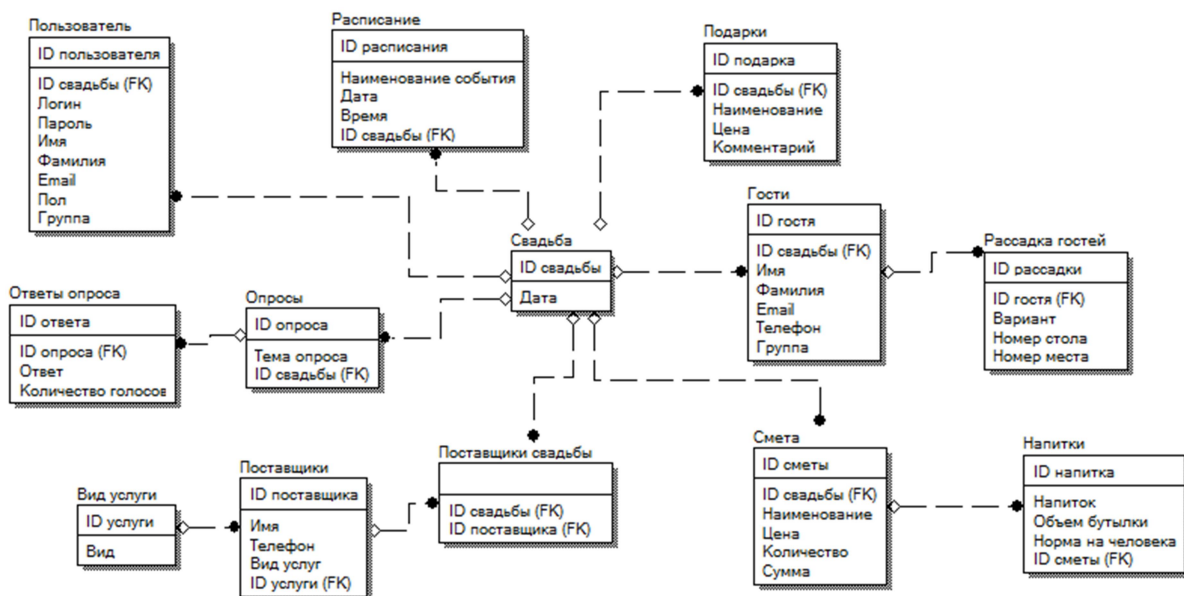 Пользователь
ID пользователя
ID свадьбы (FK)
Логин
Пароль
Имя
Фамилия
Email
Пол
Группа
Расписание
ID расписания
Наименование события
Дата
Время
ID свадьбы (FK)
Подарки
ID подарка
ID свадьбы (FK)
Наименование
Цена
Комментарий
Свадьба
ID свадьбы
Дата
Гости
ID гостя
ID свадьбы (FK)
Имя
Фамилия
Email
Телефон
Группа
Рассадка гостей
ID рассадки
ID гостя (FK)
Вариант
Номер стола
Номер места
Ответы опроса
ID ответа
ID опроса (FK)
Ответ
Количество голосов
Опросы
ID опроса
Тема опроса
ID свадьбы (FK)
Вид услуги
ID услуги
Вид
Поставщики
ID поставщика
Имя
Телефон
Вид услуг
ID услуги (FK)
Поставщики свадьбы
ID свадьбы (FK)
ID поставщика (FK)
Смета
ID сметы
ID свадьбы (FK)
Наименование
Цена
Количество
Сумма
Напитки
ID напитка
Напиток
Объем бутылки
Норма на человека
ID сметы (FK)